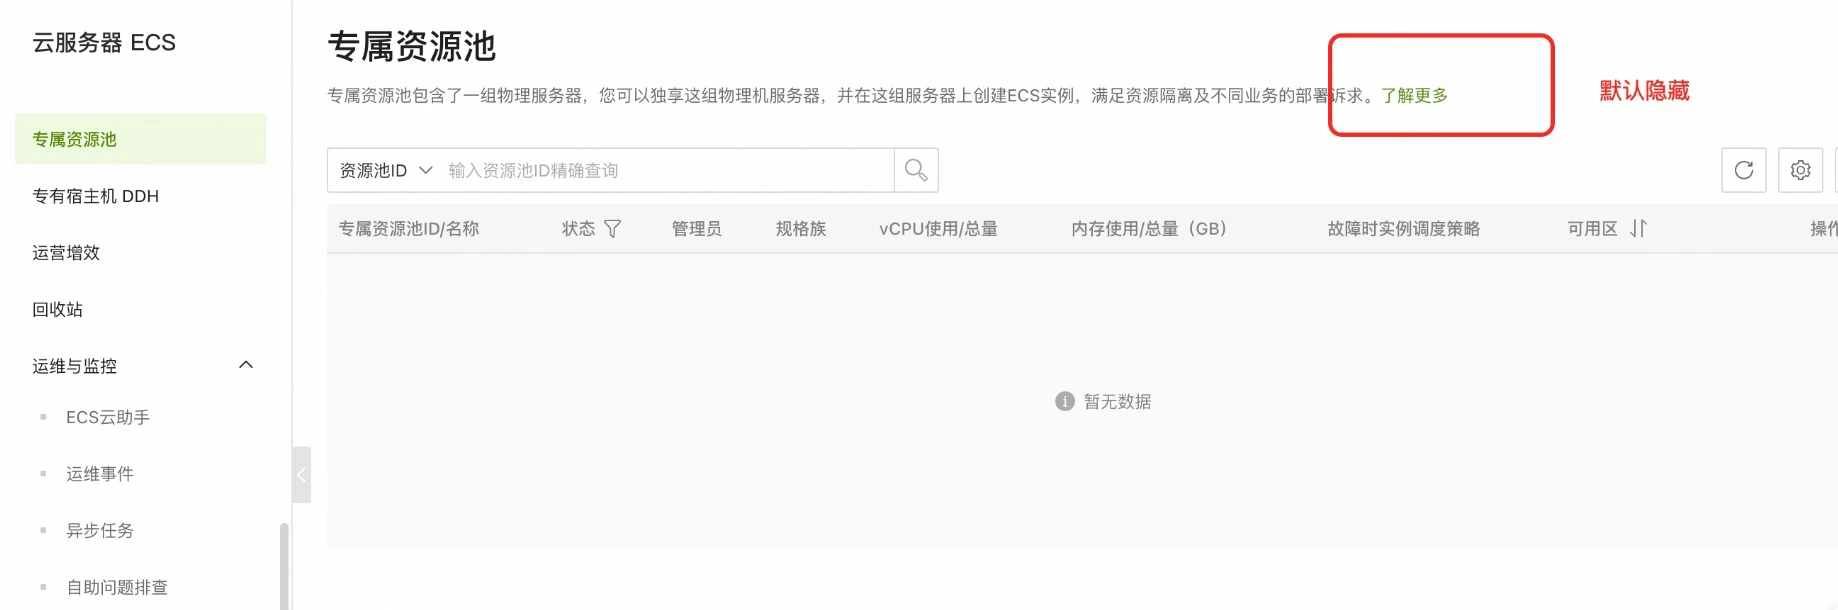 云服务器 ECS
专属资源池
专有宿主机 DDH
运营增效
回收站
运维与监控
ECS云助手
运维事件
异步任务
自助问题排查
专属资源池
专属资源池包含了一组物理服务器，您可以独享这组物理机服务器，并在这组服务器上创建ECS实例，满足资源隔离及不同业务的部署诉求。了解更多
默认隐藏
资源池ID 输入资源池ID精确查询
专属资源池ID/名称 状态 管理员 规格族 vCPU使用/总量 内存使用/总量（GB） 故障时实例调度策略 可用区 操作
暂无数据